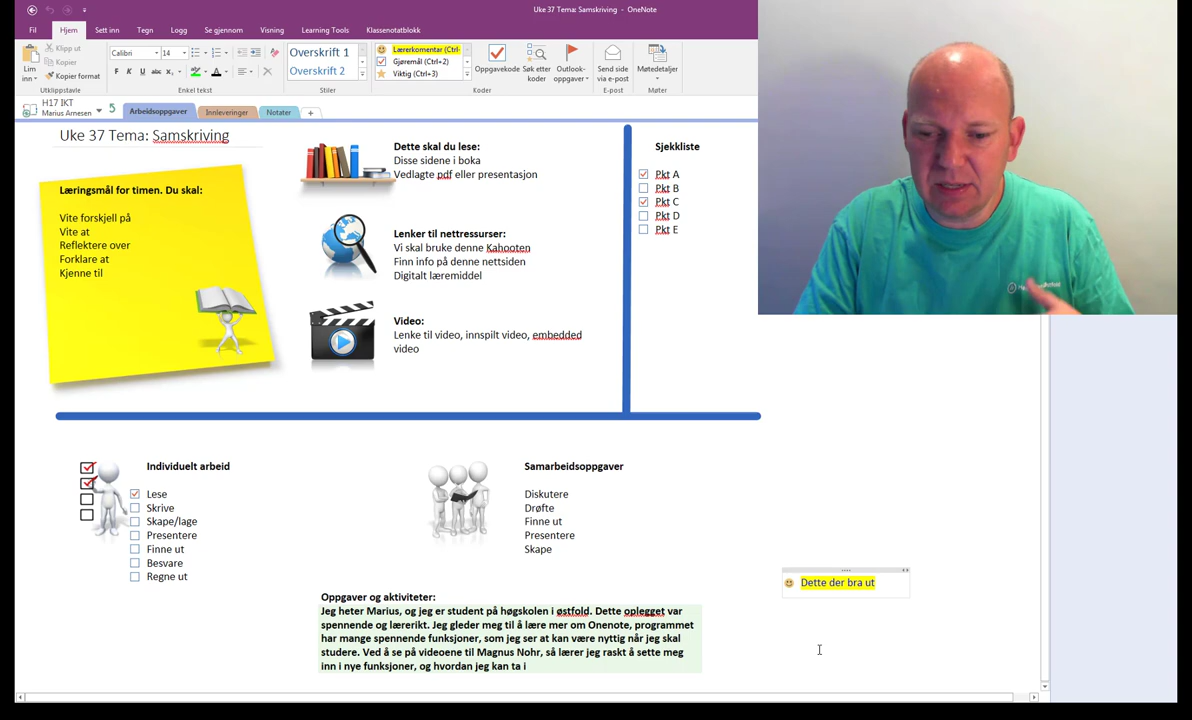 Uke 37 Tema: Samskriving - OneNote
Fil Hjem Sett inn Tegn Logg Se gjennom Visning Learning Tools Klassenotatblokk
Lim inn
Klipp ut
Kopier
Kopier format
Utklippstavle
Calibri 14
F K U abc x
A
Enkel tekst
Overskrift 1
Overskrift 2
Stiler
Lærerkomentar (Ctrl-
Gjøremål (Ctrl+2)
Viktig (Ctrl+3)
Oppgavekode
Søk etter koder
Outlook-oppgaver
Koder
Send side via e-post
E-post
Møtedetaljer
Møter
H17 IKT
Marius Arnesen
Arbeidsoppgaver Innleveringer Notater +
Uke 37 Tema: Samskriving
Læringsmål for timen. Du skal:
Vite forskjell på
Vite at
Reflektere over
Forklare at
Kjenne til
Dette skal du lese:
Disse sidene i boka
Vedlagte pdf eller presentasjon
Lenker til nettressurser:
Vi skal bruke denne Kahooten
Finn info på denne nettsiden
Digitalt læremiddel
Video:
Lenke til video, innspilt video, embedded
video
Sjekkliste
Pkt A
Pkt B
Pkt C
Pkt D
Pkt E
Individuelt arbeid
Lese
Skrive
Skape/lage
Presentere
Finne ut
Besvare
Regne ut
Samarbeidsoppgaver
Diskutere
Drøfte
Finne ut
Presentere
Skape
Dette der bra ut
Oppgaver og aktiviteter:
Jeg heter Marius, og jeg er student på høgskolen i østfold. Dette oplegget var
spennende og lærerikt. Jeg gleder meg til å lære mer om Onenote, programmet
har mange spennende funksjoner, som jeg ser at kan være nyttig når jeg skal
studere. Ved å se på videoene til Magnus Nohr, så lærer jeg raskt å sette meg
inn i nye funksjoner, og hvordan jeg kan ta i